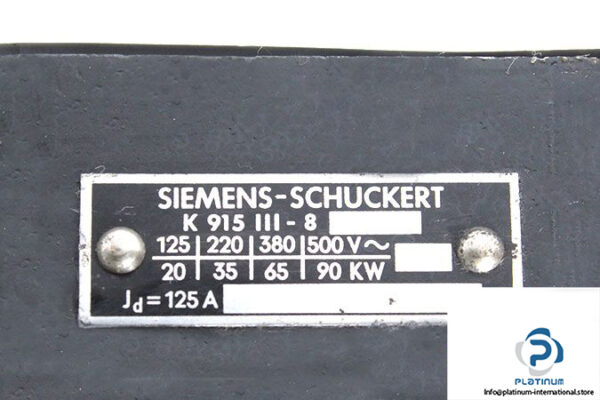 SIEMENS-SCHUCKERT
K 915 III - 8
125 | 220 | 380 | 500 V ~
20 | 35 | 65 | 90 KW
Jd = 125 A
PLATINUM
Info@platinum-international.store